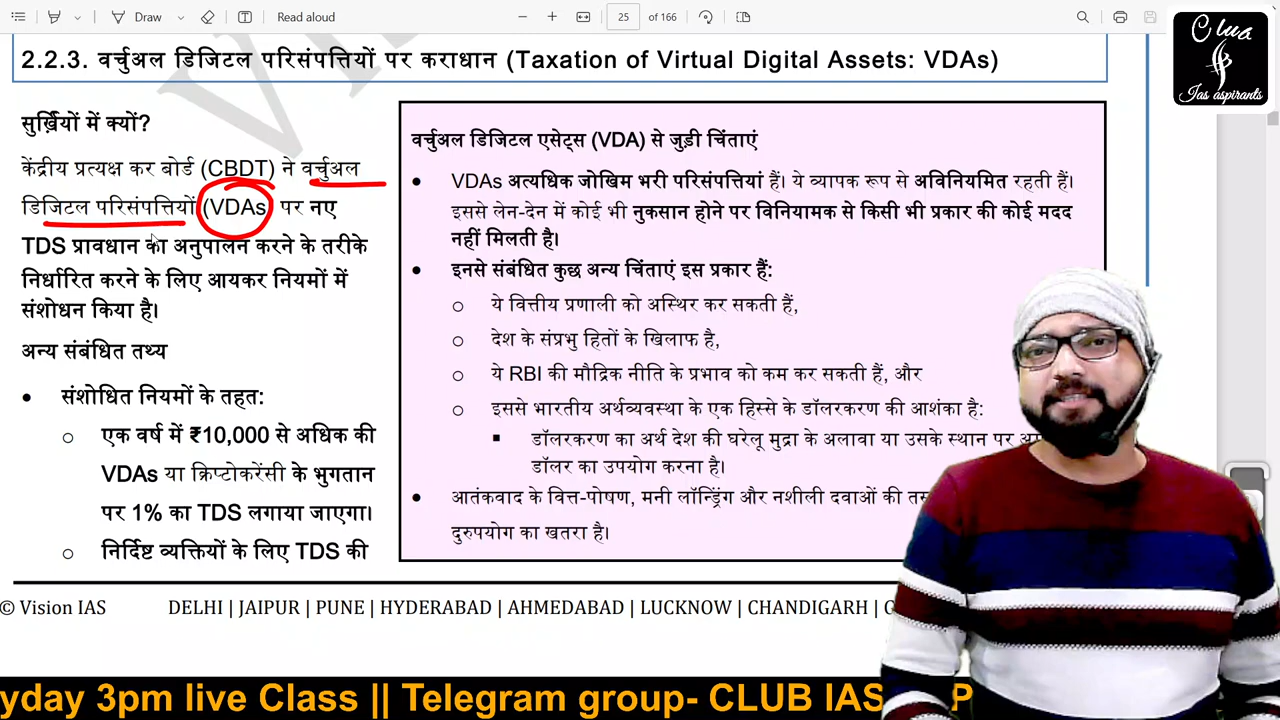 Draw
Read aloud
25 of 166
Club
Ias aspirants
2.2.3. वर्चुअल डिजिटल परिसंपत्तियों पर कराधान (Taxation of Virtual Digital Assets: VDAs)
सुर्ख़ियों में क्यों?
केंद्रीय प्रत्यक्ष कर बोर्ड (CBDT) ने वर्चुअल
डिजिटल परिसंपत्तियों (VDAs) पर नए
TDS प्रावधान का अनुपालन करने के तरीके
निर्धारित करने के लिए आयकर नियमों में
संशोधन किया है।
अन्य संबंधित तथ्य
• संशोधित नियमों के तहत:
o एक वर्ष में ₹10,000 से अधिक की
VDAs या क्रिप्टोकरेंसी के भुगतान
पर 1% का TDS लगाया जाएगा।
o निर्दिष्ट व्यक्तियों के लिए TDS की
वर्चुअल डिजिटल एसेट्स (VDA) से जुड़ी चिंताएं
• VDAs अत्यधिक जोखिम भरी परिसंपत्तियां हैं। ये व्यापक रूप से अविनियमित रहती हैं।
इससे लेन-देन में कोई भी नुकसान होने पर विनियामक से किसी भी प्रकार की कोई मदद
नहीं मिलती है।
• इनसे संबंधित कुछ अन्य चिंताएं इस प्रकार हैं:
o ये वित्तीय प्रणाली को अस्थिर कर सकती हैं,
o देश के संप्रभु हितों के खिलाफ है,
o ये RBI की मौद्रिक नीति के प्रभाव को कम कर सकती हैं, और
o इससे भारतीय अर्थव्यवस्था के एक हिस्से के डॉलरकरण की आशंका है:
▪ डॉलरकरण का अर्थ देश की घरेलू मुद्रा के अलावा या उसके स्थान पर
डॉलर का उपयोग करना है।
• आतंकवाद के वित्त-पोषण, मनी लॉन्ड्रिंग और नशीली दवाओं की
दुरुपयोग का खतरा है।
© Vision IAS DELHI | JAIPUR | PUNE | HYDERABAD | AHMEDABAD | LUCKNOW | CHANDIGARH |
yday 3pm live Class || Telegram group- CLUB IAS P